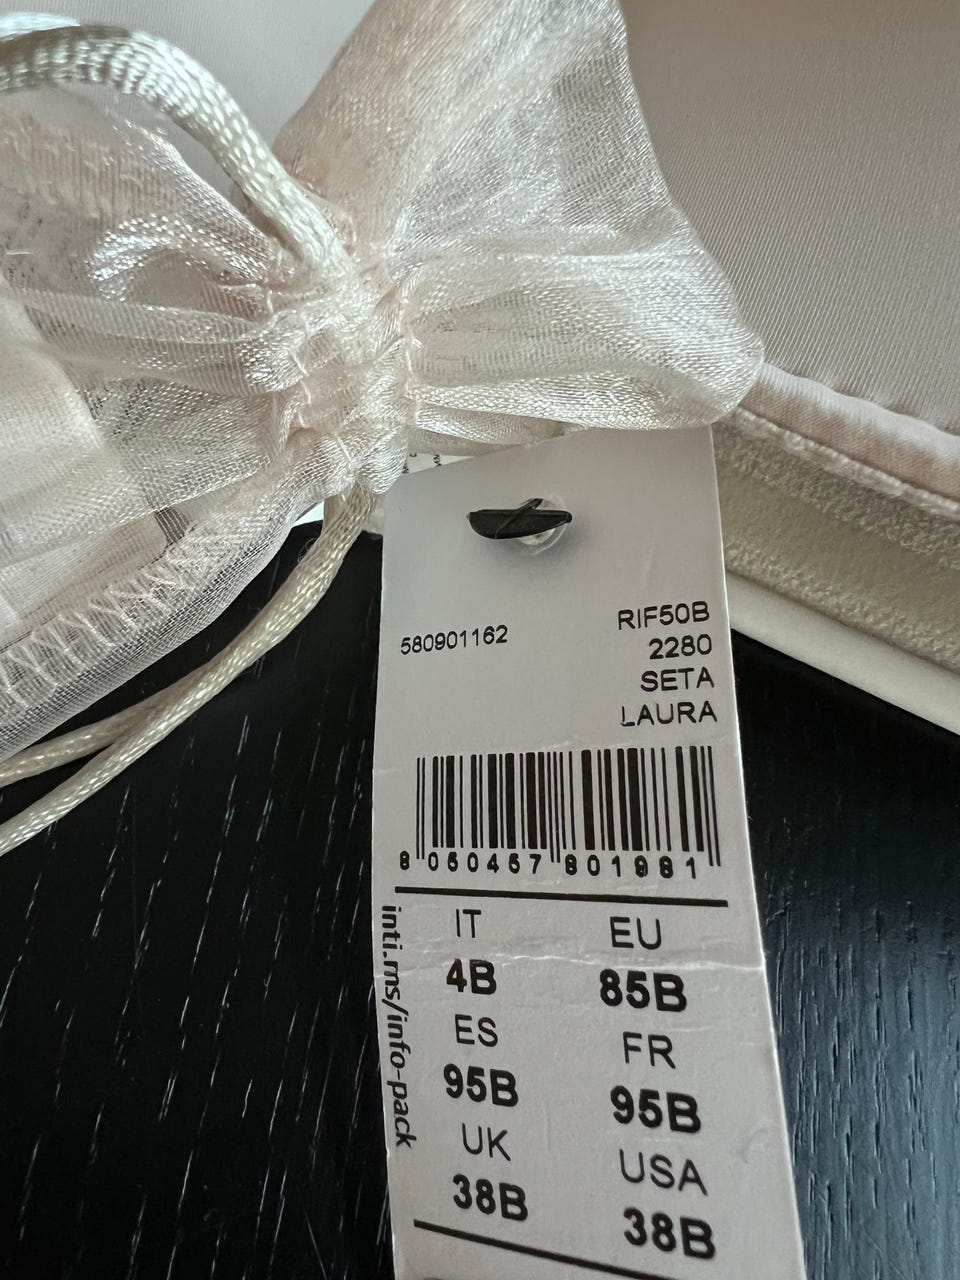 580901162
RIF50B
2280
SETA
LAURA
8 050457 801981
IT EU
4B 85B
ES FR
95B 95B
UK USA
38B 38B
inti.ms/info-pack